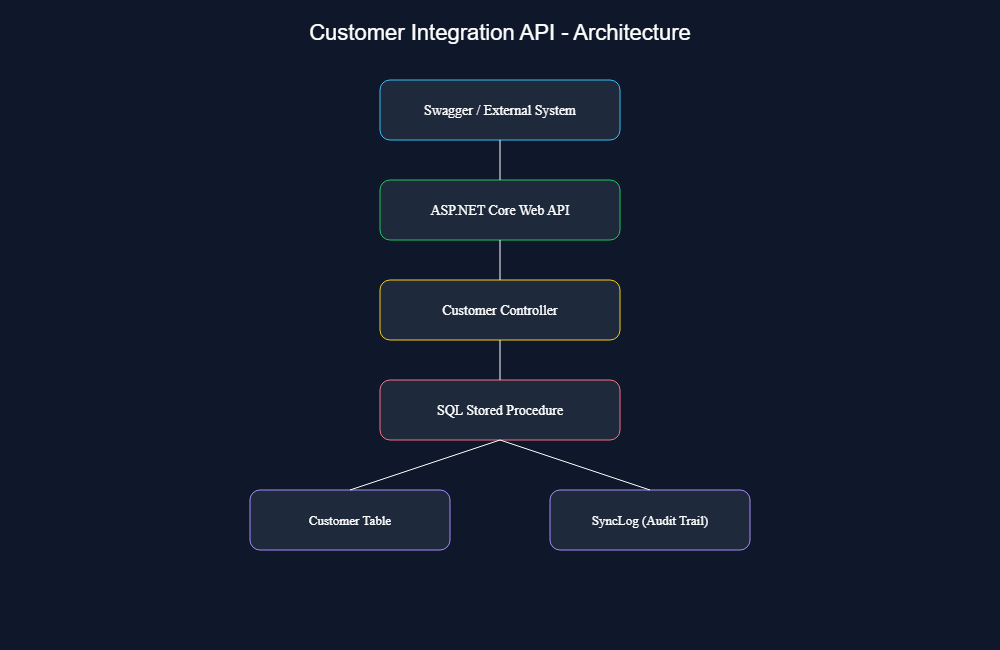 Customer Integration API - Architecture
Swagger / External System
ASP.NET Core Web API
Customer Controller
SQL Stored Procedure
Customer Table
SyncLog (Audit Trail)